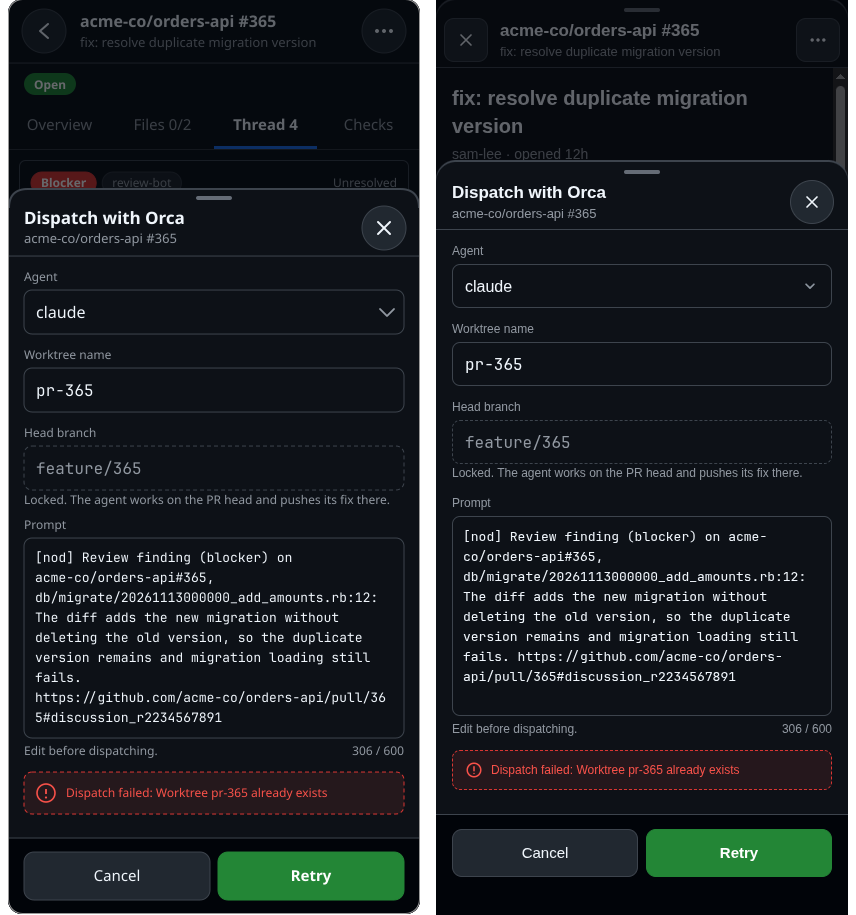 acme-co/orders-api #365
fix: resolve duplicate migration version
Open
Overview
Files 0/2
Thread 4
Checks
Blocker
review-bot
Unresolved
Dispatch with Orca
acme-co/orders-api #365
Agent
claude
Worktree name
pr-365
Head branch
feature/365
Locked. The agent works on the PR head and pushes its fix there.
Prompt
[nod] Review finding (blocker) on
acme-co/orders-api#365,
db/migrate/20261113000000_add_amounts.rb:12:
The diff adds the new migration without
deleting the old version, so the duplicate
version remains and migration loading still
fails.
https://github.com/acme-co/orders-api/pull/36
5#discussion_r2234567891
Edit before dispatching.
306 / 600
Dispatch failed: Worktree pr-365 already exists
Cancel
Retry
acme-co/orders-api #365
fix: resolve duplicate migration version
fix: resolve duplicate migration
version
sam-lee · opened 12h
Dispatch with Orca
acme-co/orders-api #365
Agent
claude
Worktree name
pr-365
Head branch
feature/365
Locked. The agent works on the PR head and pushes its fix there.
Prompt
[nod] Review finding (blocker) on acme-
co/orders-api#365,
db/migrate/20261113000000_add_amounts.rb:12:
The diff adds the new migration without
deleting the old version, so the duplicate
version remains and migration loading still
fails. https://github.com/acme-co/orders-
api/pull/365#discussion_r2234567891
Edit before dispatching.
306 / 600
Dispatch failed: Worktree pr-365 already exists
Cancel
Retry